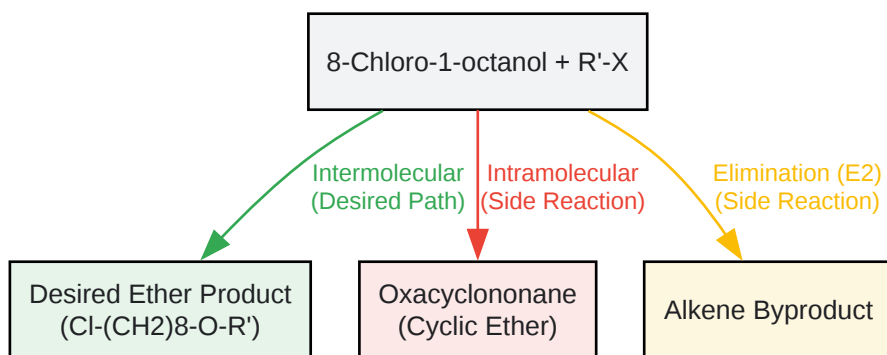 8-Chloro-1-octanol + R'-X
Intermolecular
(Desired Path)
Intramolecular
(Side Reaction)
Elimination (E2)
(Side Reaction)
Desired Ether Product
(Cl-(CH2)8-O-R')
Oxacyclononane
(Cyclic Ether)
Alkene Byproduct